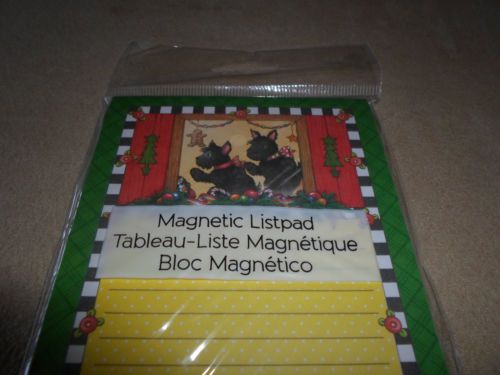 Magnetic Listpad
Tableau-Liste Magnétique
Bloc Magnético